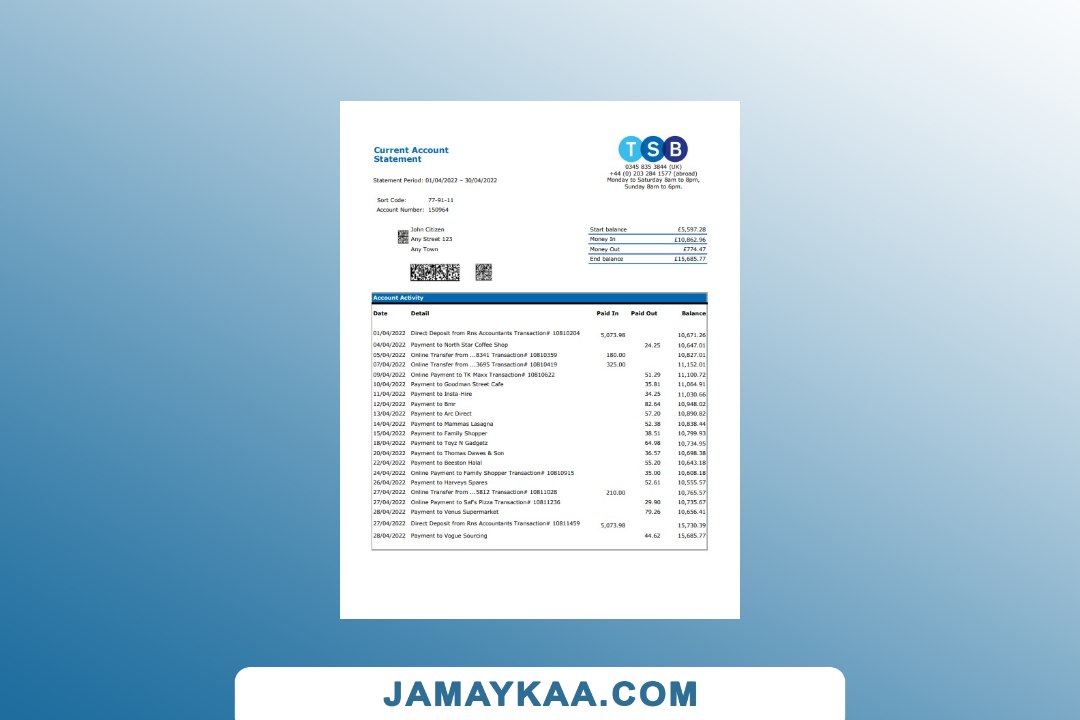 Current Account
Statement
TSB
0345 835 3844 (UK)
+44 (0) 203 284 1577 (abroad)
Monday to Saturday 8am to 8pm,
Sunday 8am to 6pm.
Statement Period: 01/04/2022 – 30/04/2022
Sort Code: 77-91-11
Account Number: 150964
John Citizen
Any Street 123
Any Town
Start balance £5,597.28
Money In £10,862.96
Money Out £774.47
End balance £15,685.77
Account Activity
Date Detail Paid In Paid Out Balance
01/04/2022 Direct Deposit from Rns Accountants Transaction# 10810204 5,073.98 10,671.26
04/04/2022 Payment to North Star Coffee Shop 24.25 10,647.01
05/04/2022 Online Transfer from ...8341 Transaction# 10810359 180.00 10,827.01
07/04/2022 Online Transfer from ...3695 Transaction# 10810419 325.00 11,152.01
09/04/2022 Online Payment to TK Maxx Transaction# 10810622 51.29 11,100.72
10/04/2022 Payment to Goodman Street Cafe 35.81 11,064.91
11/04/2022 Payment to Insta-Hire 34.25 11,030.66
12/04/2022 Payment to Bmr 82.64 10,948.02
13/04/2022 Payment to Arc Direct 57.20 10,890.82
14/04/2022 Payment to Mammas Lasagna 52.38 10,838.44
15/04/2022 Payment to Family Shopper 38.51 10,799.93
18/04/2022 Payment to Toyz N Gadgetz 64.98 10,734.95
20/04/2022 Payment to Thomas Dawes & Son 36.57 10,698.38
22/04/2022 Payment to Beeston Halal 55.20 10,643.18
24/04/2022 Online Payment to Family Shopper Transaction# 10810915 35.00 10,608.18
26/04/2022 Payment to Harveys Spares 52.61 10,555.57
27/04/2022 Online Transfer from ...5812 Transaction# 10811028 210.00 10,765.57
27/04/2022 Online Payment to Saf's Pizza Transaction# 10811236 29.90 10,735.67
28/04/2022 Payment to Venus Supermarket 79.26 10,656.41
27/04/2022 Direct Deposit from Rns Accountants Transaction# 10811459 5,073.98 15,730.39
28/04/2022 Payment to Vogue Sourcing 44.62 15,685.77
JAMAYKAA.COM